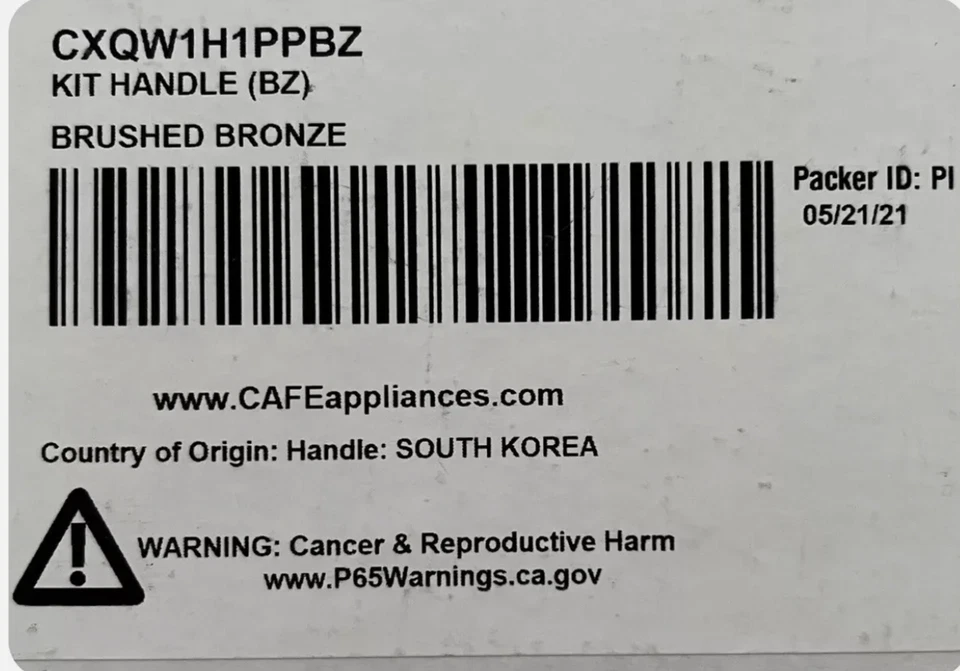 CXQW1H1PPBZ
KIT HANDLE (BZ)
BRUSHED BRONZE
Packer ID: PI
05/21/21
www.CAFEappliances.com
Country of Origin: Handle: SOUTH KOREA
WARNING: Cancer & Reproductive Harm
www.P65Warnings.ca.gov